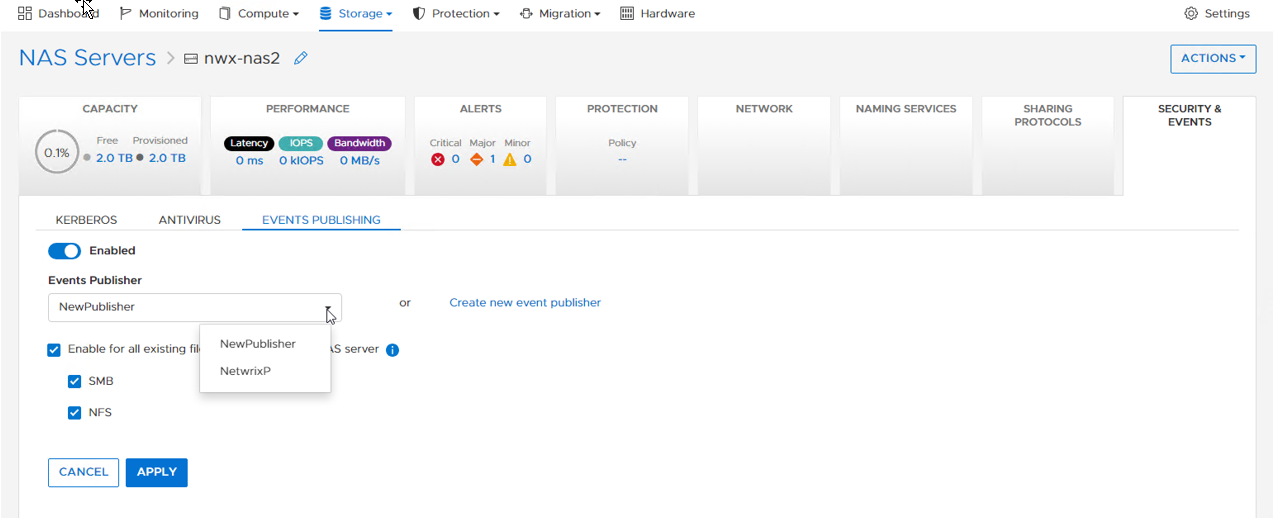 Dashboard Monitoring Compute Storage Protection Migration Hardware Settings
NAS Servers > nwx-nas2 ACTIONS
CAPACITY PERFORMANCE ALERTS PROTECTION NETWORK NAMING SERVICES SHARING PROTOCOLS SECURITY & EVENTS
0.1% Free Provisioned Latency IOPS Bandwidth Critical Major Minor Policy
2.0 TB 2.0 TB 0 ms 0 kIOPS 0 MB/s 0 1 0 --
KERBEROS ANTIVIRUS EVENTS PUBLISHING
Enabled
Events Publisher
NewPublisher or Create new event publisher
NewPublisher
Enable for all existing AS server
NetwrixP
SMB
NFS
CANCEL APPLY